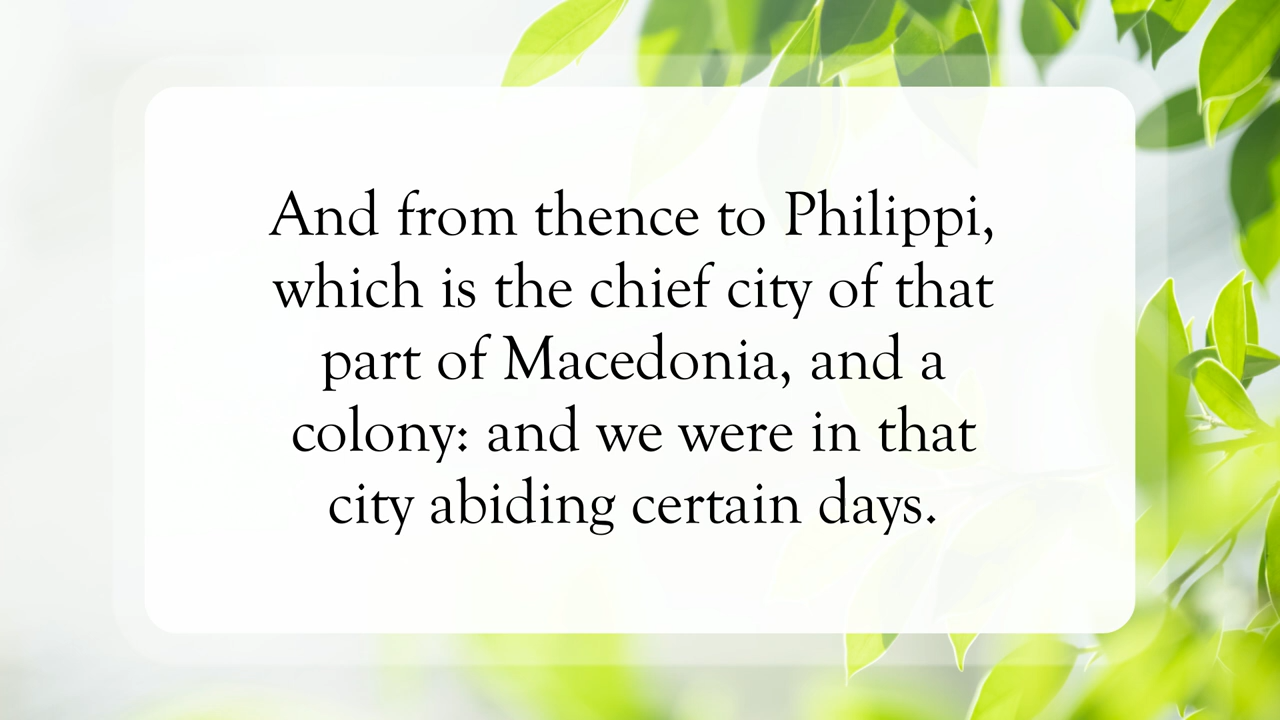 And from thence to Philippi,
which is the chief city of that
part of Macedonia, and a
colony: and we were in that
city abiding certain days.